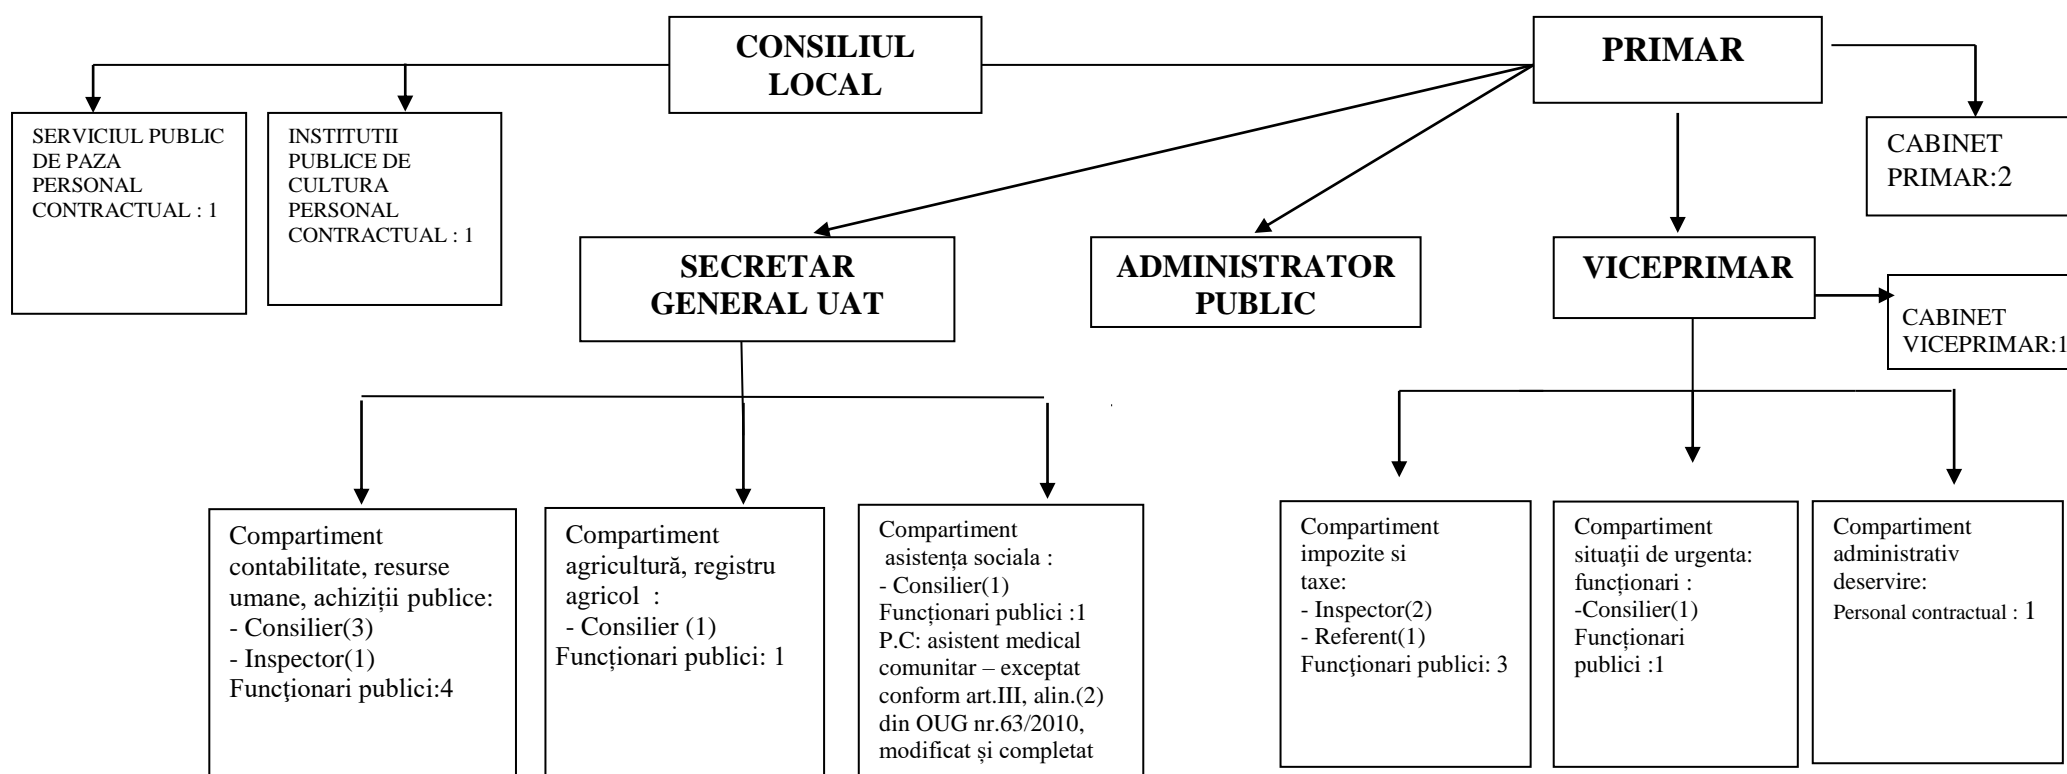 CONSILIUL
LOCAL
PRIMAR
SERVICIUL PUBLIC
DE PAZA
PERSONAL
CONTRACTUAL : 1
INSTITUTII
PUBLICE DE
CULTURA
PERSONAL
CONTRACTUAL : 1
CABINET
PRIMAR:2
SECRETAR
GENERAL UAT
ADMINISTRATOR
PUBLIC
VICEPRIMAR
CABINET
VICEPRIMAR:1
Compartiment
contabilitate, resurse
umane, achiziții publice:
- Consilier(3)
- Inspector(1)
Funcţionari publici:4
Compartiment
agricultură, registru
agricol :
- Consilier (1)
Funcționari publici: 1
Compartiment
asistența sociala :
- Consilier(1)
Funcționari publici :1
P.C: asistent medical
comunitar – exceptat
conform art.III, alin.(2)
din OUG nr.63/2010,
modificat și completat
Compartiment
impozite si
taxe:
- Inspector(2)
- Referent(1)
Funcţionari publici: 3
Compartiment
situaţii de urgenta:
funcționari :
-Consilier(1)
Funcționari
publici :1
Compartiment
administrativ
deservire:
Personal contractual : 1